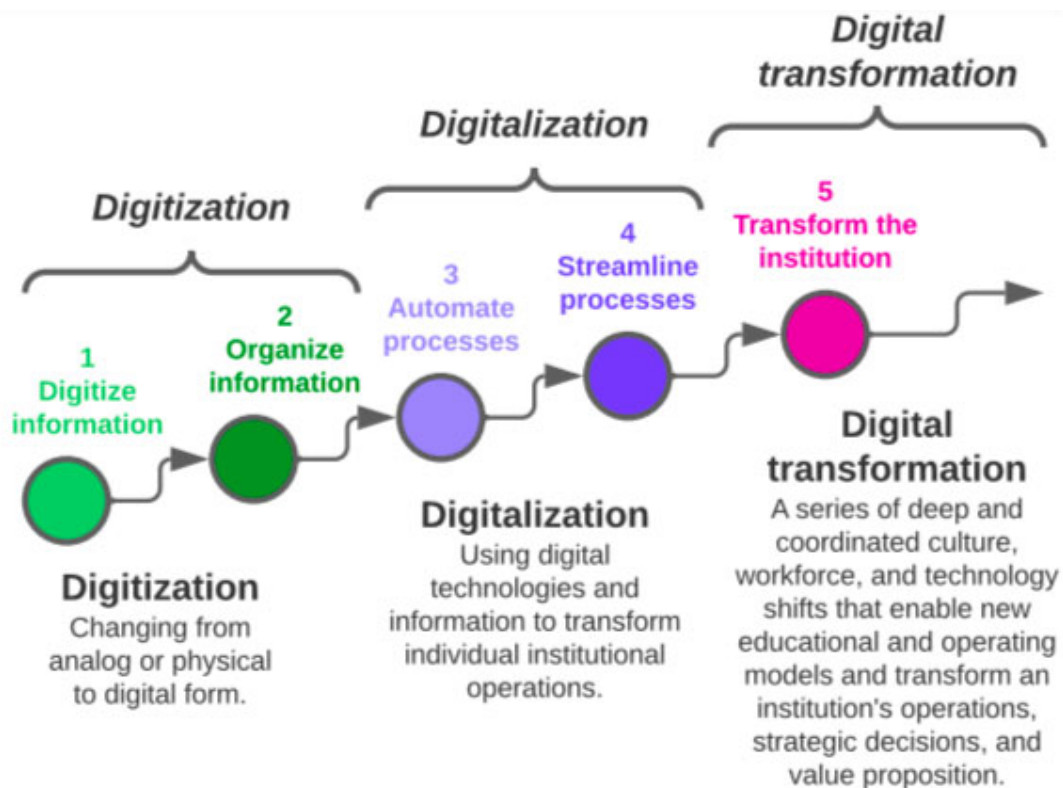 Digital
transformation
Digitalization
Digitization
5
Transform the
institution
4
Streamline
processes
3
Automate
processes
2
Organize
information
1
Digitize
information
Digitization
Changing from
analog or physical
to digital form.
Digitalization
Using digital
technologies and
information to transform
individual institutional
operations.
Digital
transformation
A series of deep and
coordinated culture,
workforce, and technology
shifts that enable new
educational and operating
models and transform an
institution's operations,
strategic decisions, and
value proposition.